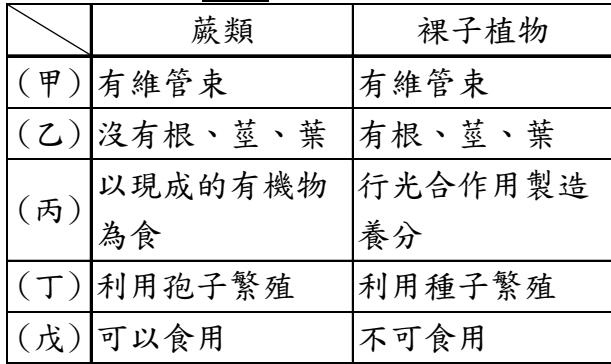 蕨類 裸子植物
(甲) 有維管束 有維管束
(乙) 沒有根、莖、葉 有根、莖、葉
(丙) 以現成的有機物為食 行光合作用製造養分
(丁) 利用孢子繁殖 利用種子繁殖
(戊) 可以食用 不可食用